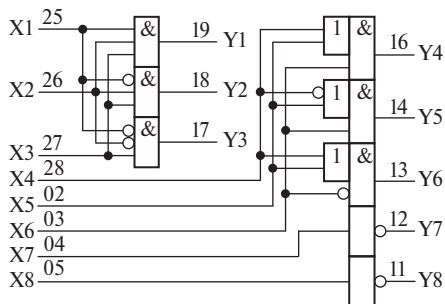 X1 25 & 19 Y1
X2 26 & 18 Y2
& 17 Y3
X3 27
X4 28
X5 02
X6 03
X7 04
X8 05
1 & 16 Y4
1 & 14 Y5
1 & 13 Y6
12 Y7
11 Y8